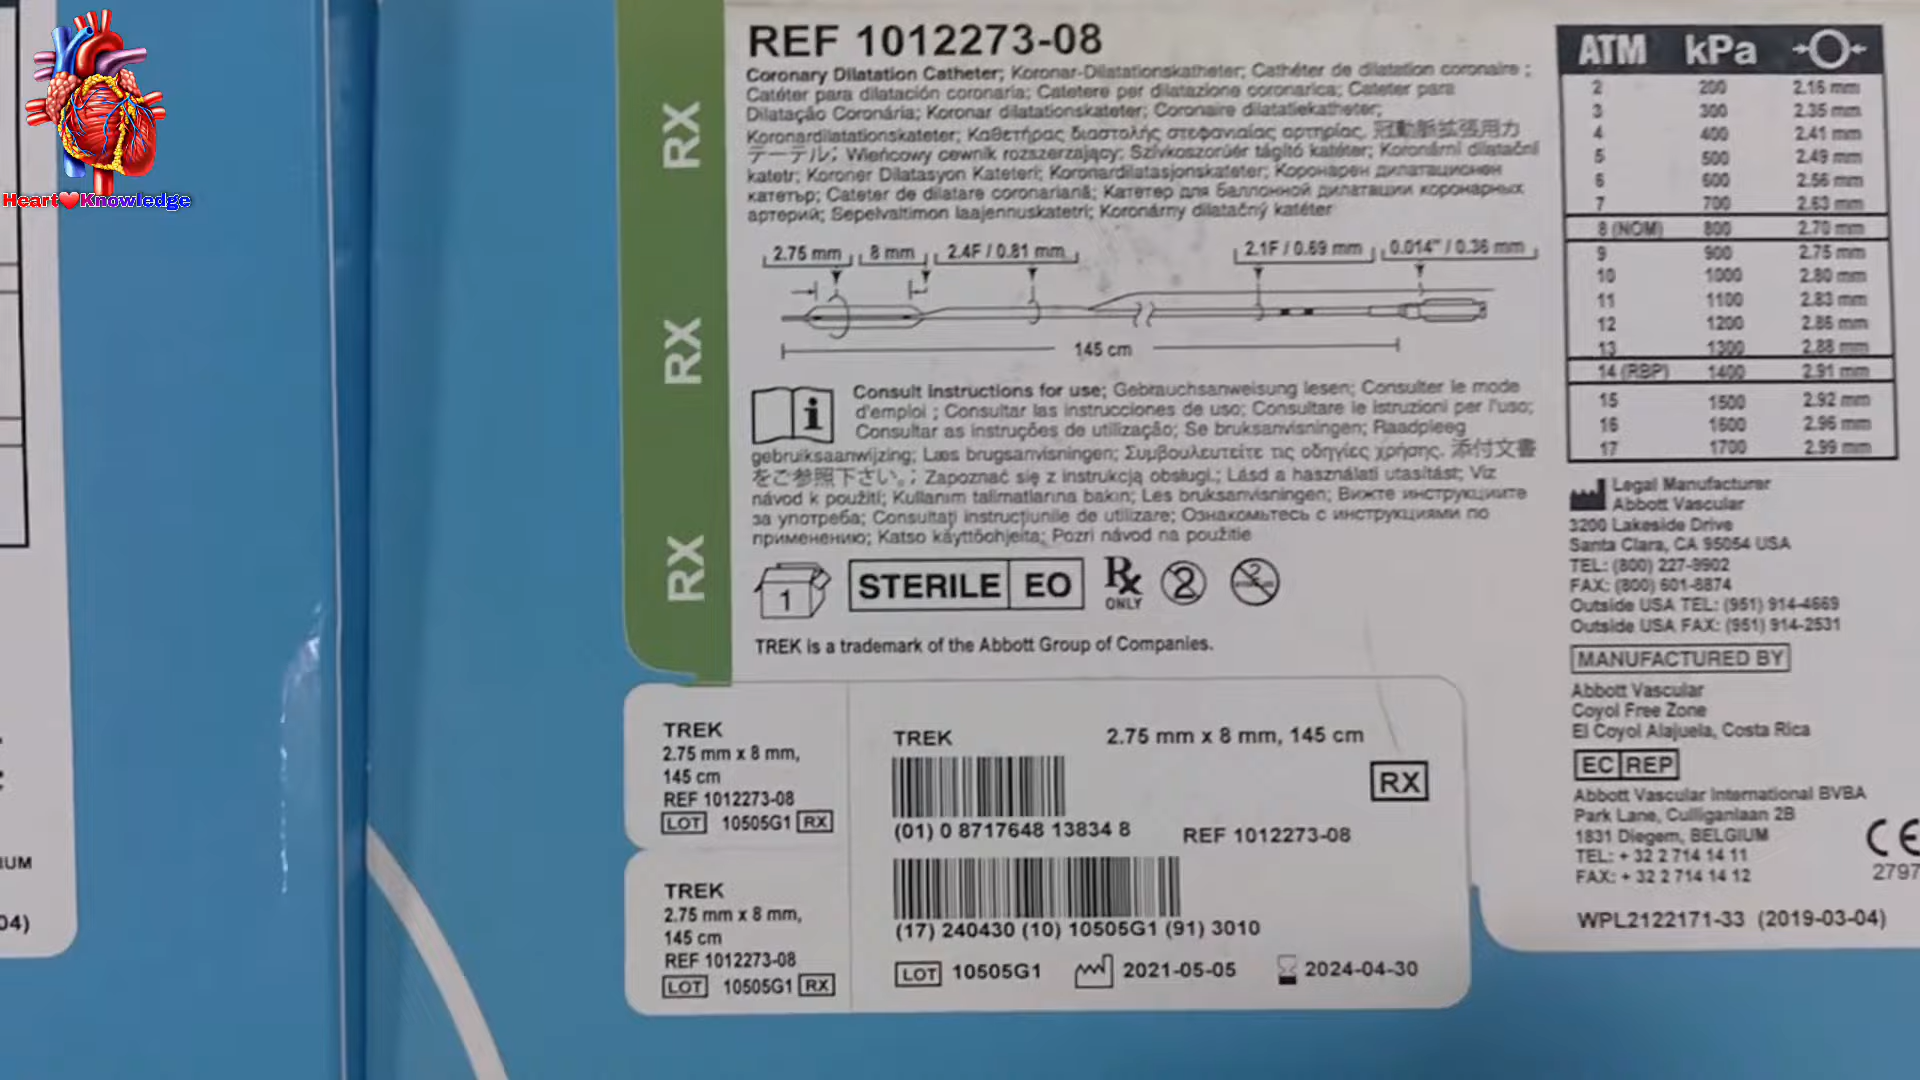 Heart Knowledge
UM
04)
RX
RX
RX
REF 1012273-08
Coronary Dilatation Catheter; Koronar-Dilatationskatheter; Cathéter de dilatation coronaire ;
Catéter para dilatación coronaria; Catetere per dilatazione coronarica; Cateter para
Dilatação Coronária; Koronar dilatationskateter; Coronaire dilatatiekatheter;
Koronardilatationskateter; Καθετήρας διαστολής στεφανιαίας αρτηρίας, 冠動脈拡張用カ
テーテル; Wieńcowy cewnik rozszerzający; Szívkoszorúér tágító katéter; Koronární dilatační
katetr; Koroner Dilatasyon Kateteri; Koronardilatasjonskateter; Коронарен дилатационен
катетър; Cateter de dilatare coronariană; Катетер для баллонной дилатации коронарных
артерий; Sepelvaltimon laajennuskatetri; Koronárny dilatačný katéter
2.75 mm 8 mm 2.4F / 0.81 mm 2.1F / 0.69 mm 0.014" / 0.36 mm
145 cm
Consult Instructions for use; Gebrauchsanweisung lesen; Consulter le mode
d'emploi ; Consultar las instrucciones de uso; Consultare le istruzioni per l'uso;
Consultar as instruções de utilização; Se bruksanvisningen; Raadpleeg
gebruiksaanwijzing; Læs brugsanvisningen; Συμβουλευτείτε τις οδηγίες χρήσης. 添付文書
をご参照下さい。; Zapoznać się z instrukcją obsługi.; Lásd a használati utasítást; Viz
návod k použití; Kullanım talimatlarına bakın; Les bruksanvisningen; Вижте инструкциите
за употреба; Consultaţi instrucţiunile de utilizare; Ознакомьтесь с инструкциями по
применению; Katso käyttöohjeita; Pozri návod na použitie
1 STERILE EO Rx ONLY 2 2
TREK is a trademark of the Abbott Group of Companies.
TREK
2.75 mm x 8 mm,
145 cm
REF 1012273-08
LOT 10505G1 RX
TREK
2.75 mm x 8 mm,
145 cm
REF 1012273-08
LOT 10505G1 RX
TREK 2.75 mm x 8 mm, 145 cm
RX
(01) 0 8717648 13834 8 REF 1012273-08
(17) 240430 (10) 10505G1 (91) 3010
LOT 10505G1 2021-05-05 2024-04-30
ATM kPa
2 200 2.16 mm
3 300 2.35 mm
4 400 2.41 mm
5 500 2.49 mm
6 600 2.56 mm
7 700 2.63 mm
8 (NOM) 800 2.70 mm
9 900 2.75 mm
10 1000 2.80 mm
11 1100 2.83 mm
12 1200 2.86 mm
13 1300 2.88 mm
14 (RBP) 1400 2.91 mm
15 1500 2.92 mm
16 1600 2.96 mm
17 1700 2.99 mm
Legal Manufacturer
Abbott Vascular
3200 Lakeside Drive
Santa Clara, CA 95054 USA
TEL: (800) 227-9902
FAX: (800) 601-8874
Outside USA TEL: (951) 914-4669
Outside USA FAX: (951) 914-2531
MANUFACTURED BY
Abbott Vascular
Coyol Free Zone
El Coyol Alajuela, Costa Rica
EC REP
Abbott Vascular International BVBA
Park Lane, Culliganlaan 2B
1831 Diegem, BELGIUM
TEL: + 32 2 714 14 11
FAX: + 32 2 714 14 12
CE
2797
WPL2122171-33 (2019-03-04)